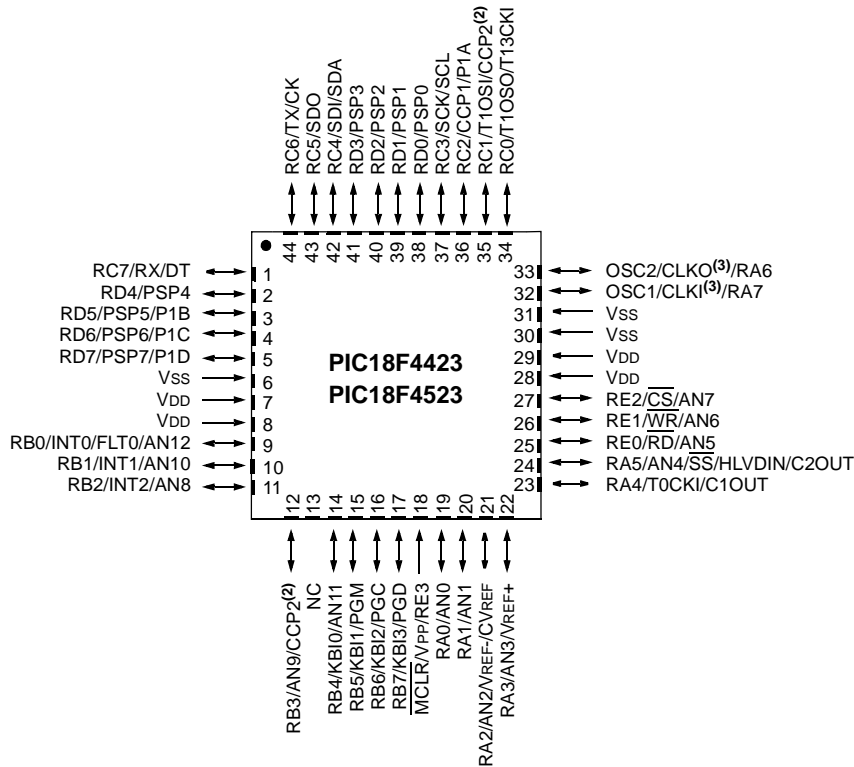 RC6/TX/CK
RC5/SDO
RC4/SDI/SDA
RD3/PSP3
RD2/PSP2
RD1/PSP1
RD0/PSP0
RC3/SCK/SCL
RC2/CCP1/P1A
RC1/T1OSI/CCP2(2)
RC0/T1OSO/T13CKI
44
43
42
41
40
39
38
37
36
35
34
RC7/RX/DT 1
RD4/PSP4 2
RD5/PSP5/P1B 3
RD6/PSP6/P1C 4
RD7/PSP7/P1D 5
VSS 6
VDD 7
VDD 8
RB0/INT0/FLT0/AN12 9
RB1/INT1/AN10 10
RB2/INT2/AN8 11
PIC18F4423
PIC18F4523
33 OSC2/CLKO(3)/RA6
32 OSC1/CLKI(3)/RA7
31 VSS
30 VSS
29 VDD
28 VDD
27 RE2/CS/AN7
26 RE1/WR/AN6
25 RE0/RD/AN5
24 RA5/AN4/SS/HLVDIN/C2OUT
23 RA4/T0CKI/C1OUT
12
13
14
15
16
17
18
19
20
21
22
RB3/AN9/CCP2(2)
NC
RB4/KBI0/AN11
RB5/KBI1/PGM
RB6/KBI2/PGC
RB7/KBI3/PGD
MCLR/VPP/RE3
RA0/AN0
RA1/AN1
RA2/AN2/VREF-/CVREF
RA3/AN3/VREF+